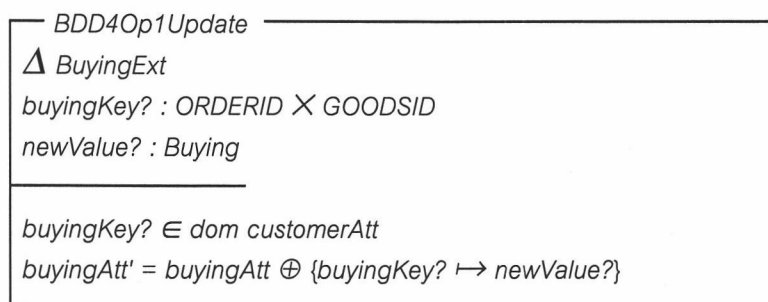 BDD4Op1Update
Δ BuyingExt
buyingKey? : ORDERID ✕ GOODSID
newValue? : Buying
buyingKey? ∈ dom customerAtt
buyingAtt' = buyingAtt ⊕ {buyingKey? ↦ newValue?}